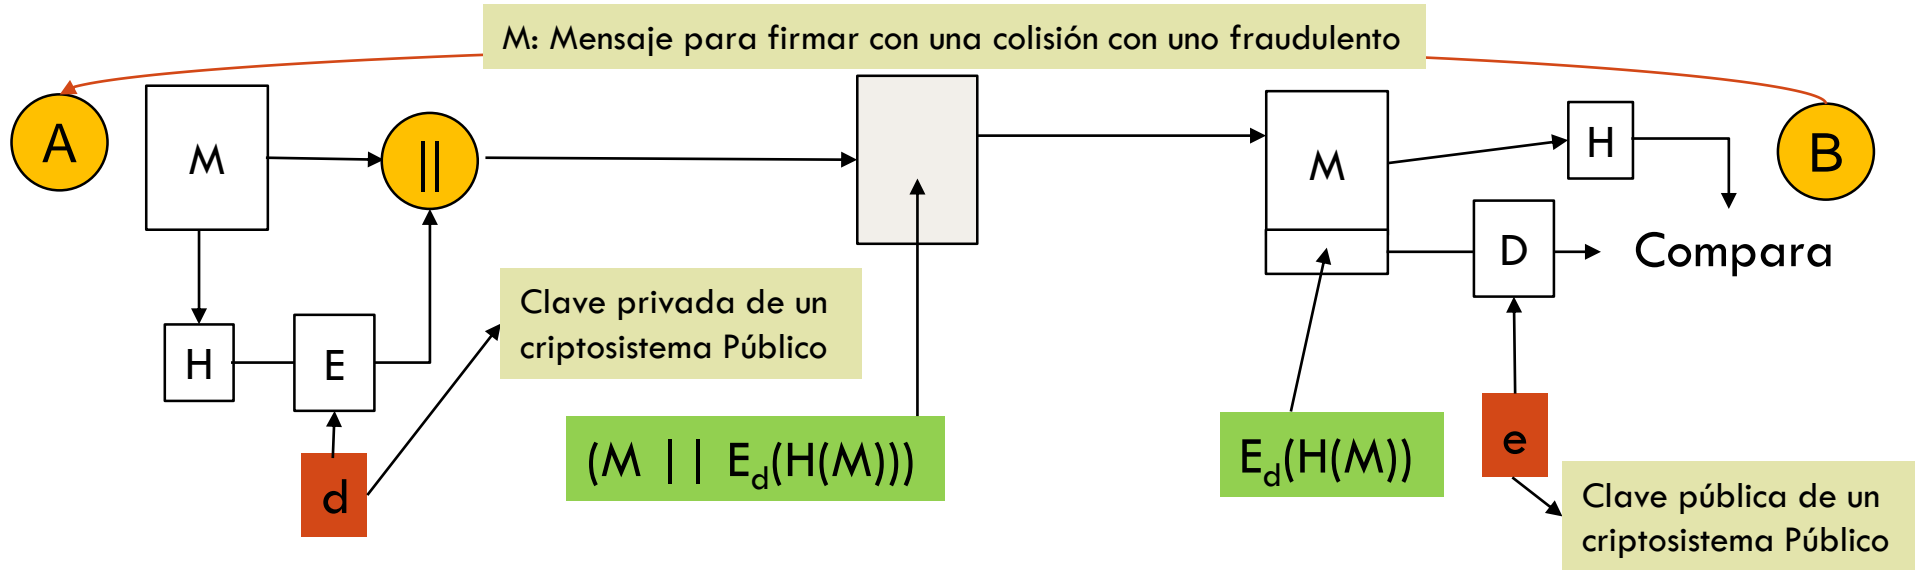 M: Mensaje para firmar con una colisión con uno fraudulento
A
M
||
M
H
B
D
Compara
Clave privada de un
criptosistema Público
H
E
(M || Ed(H(M)))
Ed(H(M))
e
d
Clave pública de un
criptosistema Público